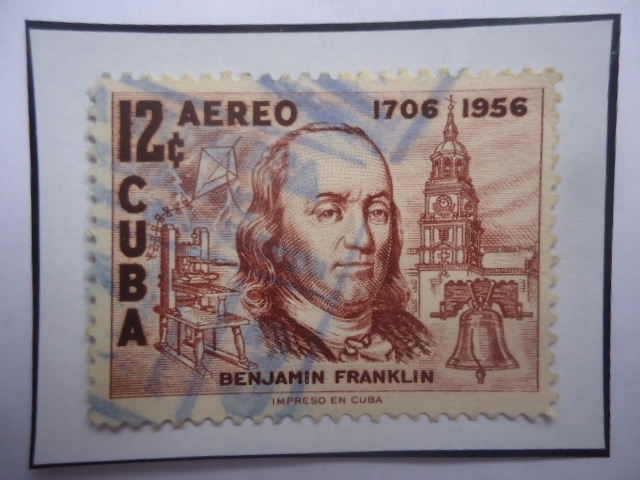 12¢ AEREO 1706 1956
CUBA
BENJAMIN FRANKLIN
IMPRESO EN CUBA